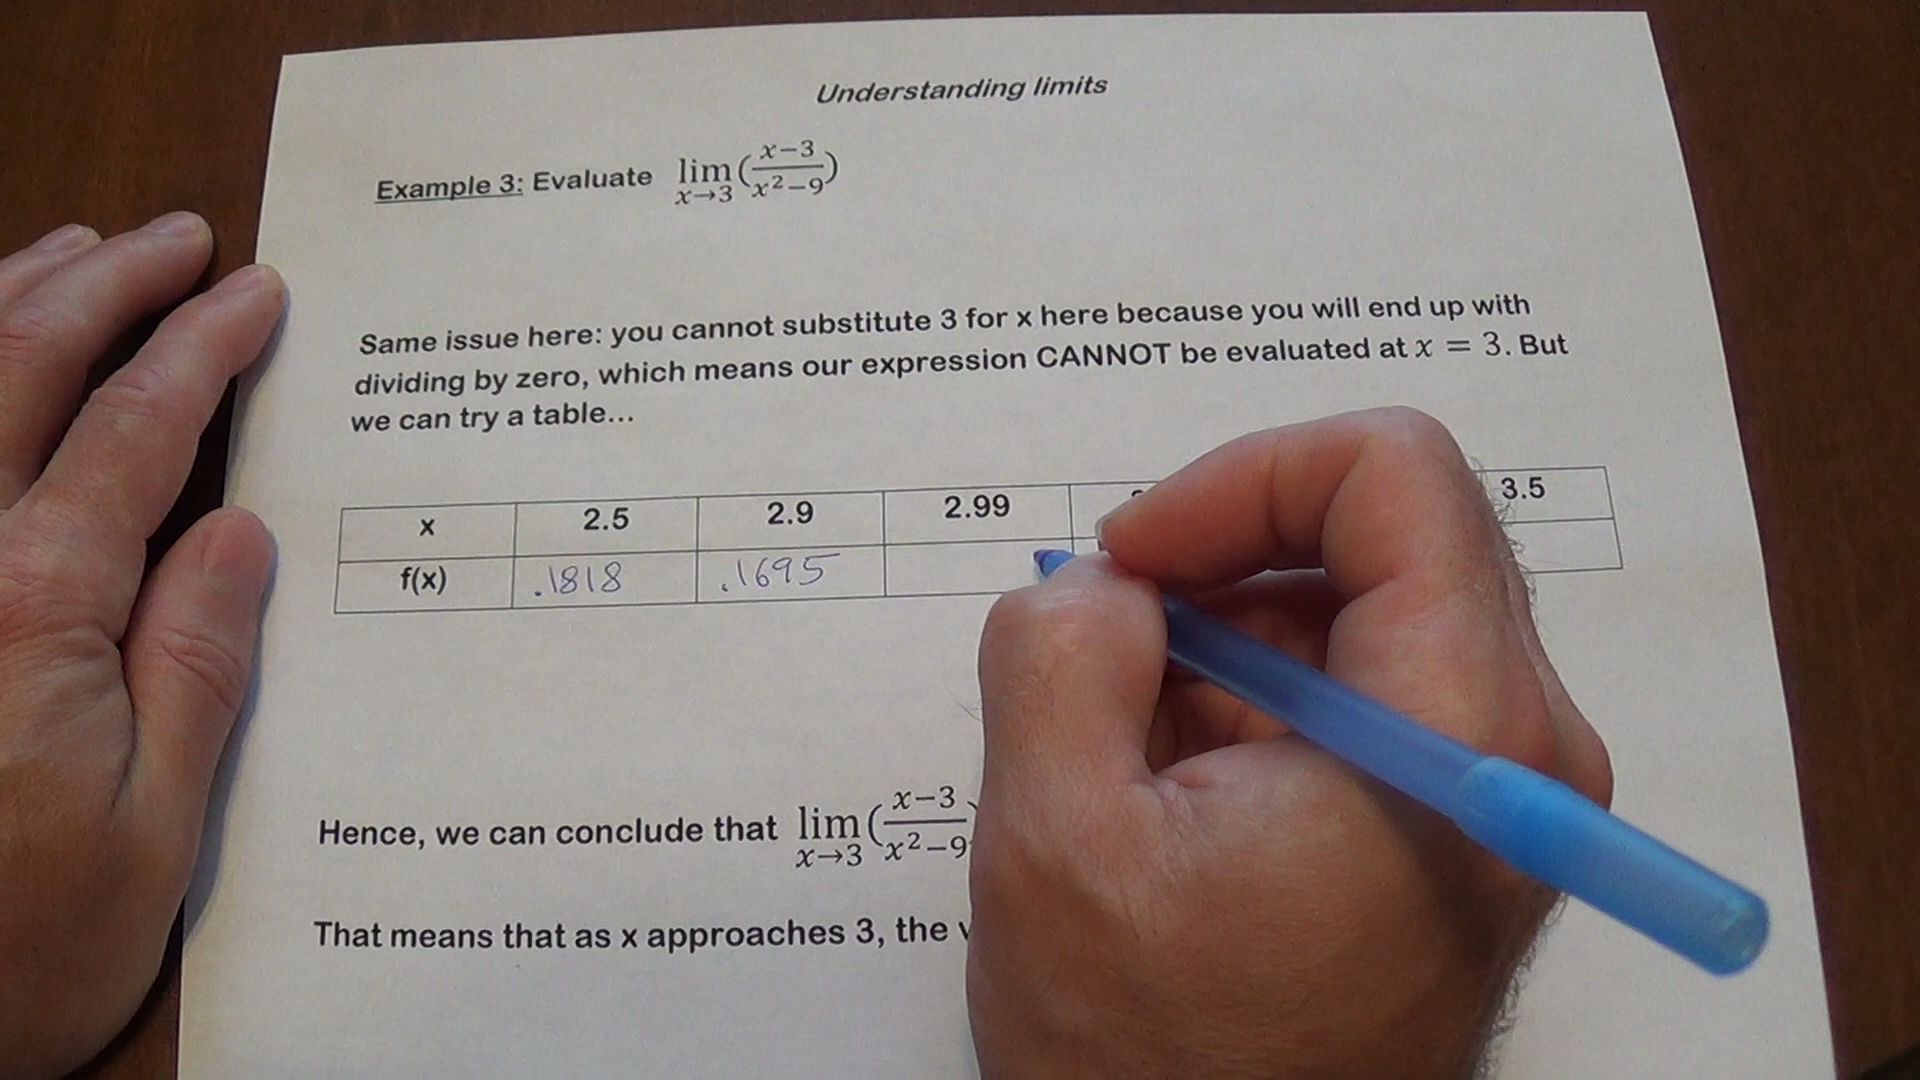 Understanding limits
Example 3: Evaluate lim x→3 (x−3 / x²−9)
Same issue here: you cannot substitute 3 for x here because you will end up with
dividing by zero, which means our expression CANNOT be evaluated at x = 3. But
we can try a table...
x 2.5 2.9 2.99 3.5
f(x) .1818 .1695
Hence, we can conclude that lim x→3 (x−3 / x²−9
That means that as x approaches 3, the